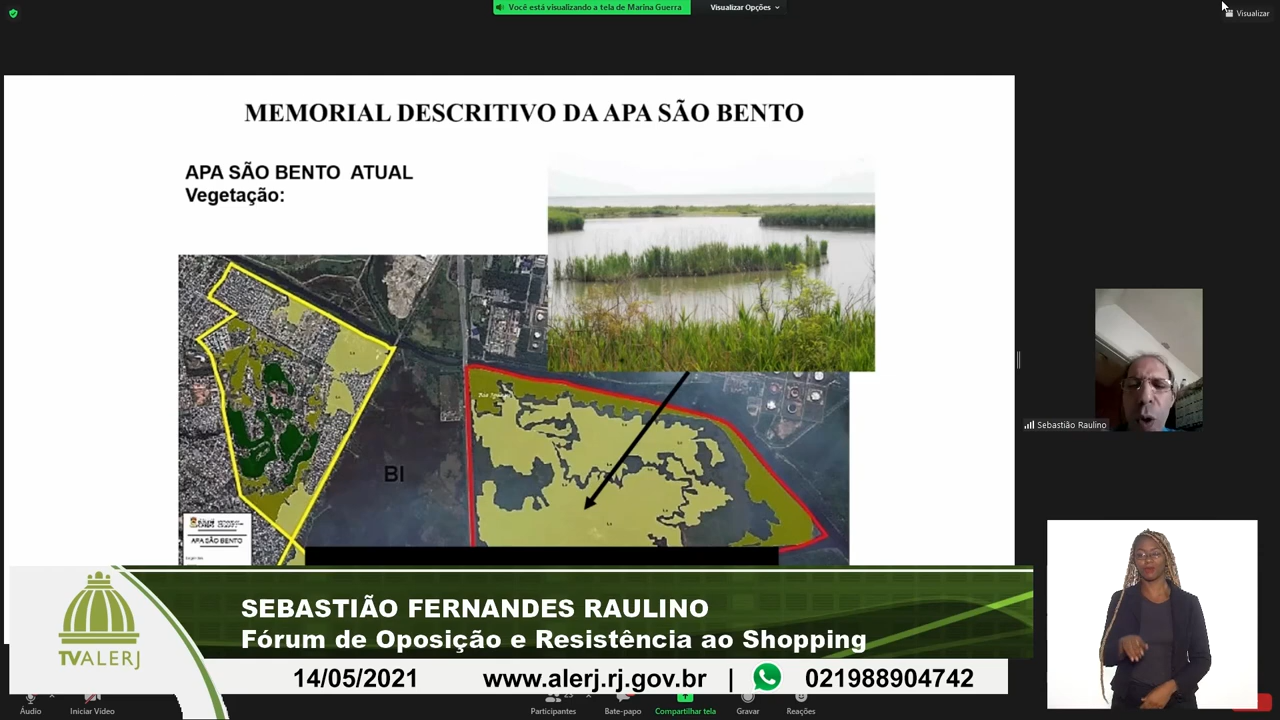 Você está visualizando a tela de Marina Guerra
Visualizar Opções
Visualizar
MEMORIAL DESCRITIVO DA APA SÃO BENTO
APA SÃO BENTO ATUAL
Vegetação:
BI
APA SÃO BENTO
Sebastião Raulino
SEBASTIÃO FERNANDES RAULINO
Fórum de Oposição e Resistência ao Shopping
TVALERJ
14/05/2021 www.alerj.rj.gov.br | 021988904742
Áudio
Iniciar Vídeo
Participantes
Bate-papo
Compartilhar tela
Gravar
Reações